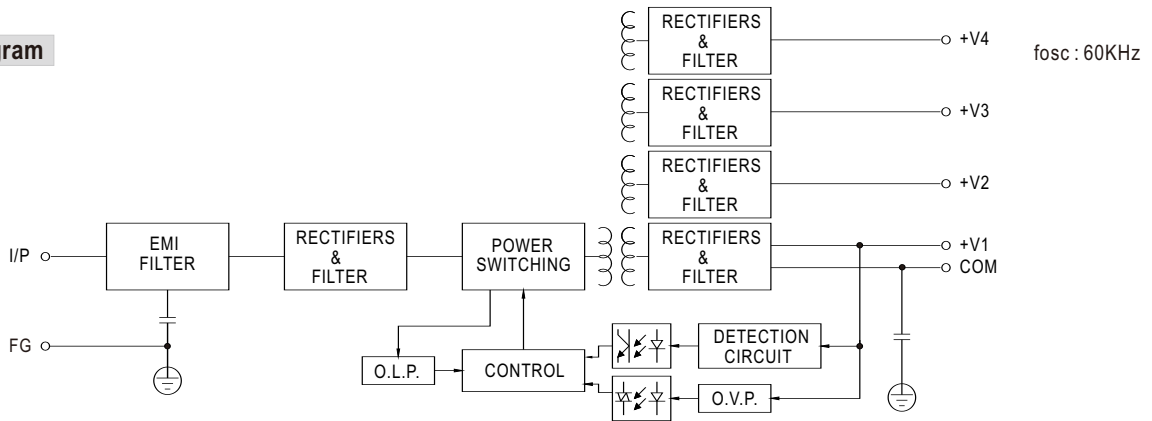 gram
RECTIFIERS
&
FILTER
+V4
fosc : 60KHz
RECTIFIERS
&
FILTER
+V3
RECTIFIERS
&
FILTER
+V2
I/P
EMI
FILTER
RECTIFIERS
&
FILTER
POWER
SWITCHING
RECTIFIERS
&
FILTER
+V1
COM
FG
O.L.P.
CONTROL
DETECTION
CIRCUIT
O.V.P.